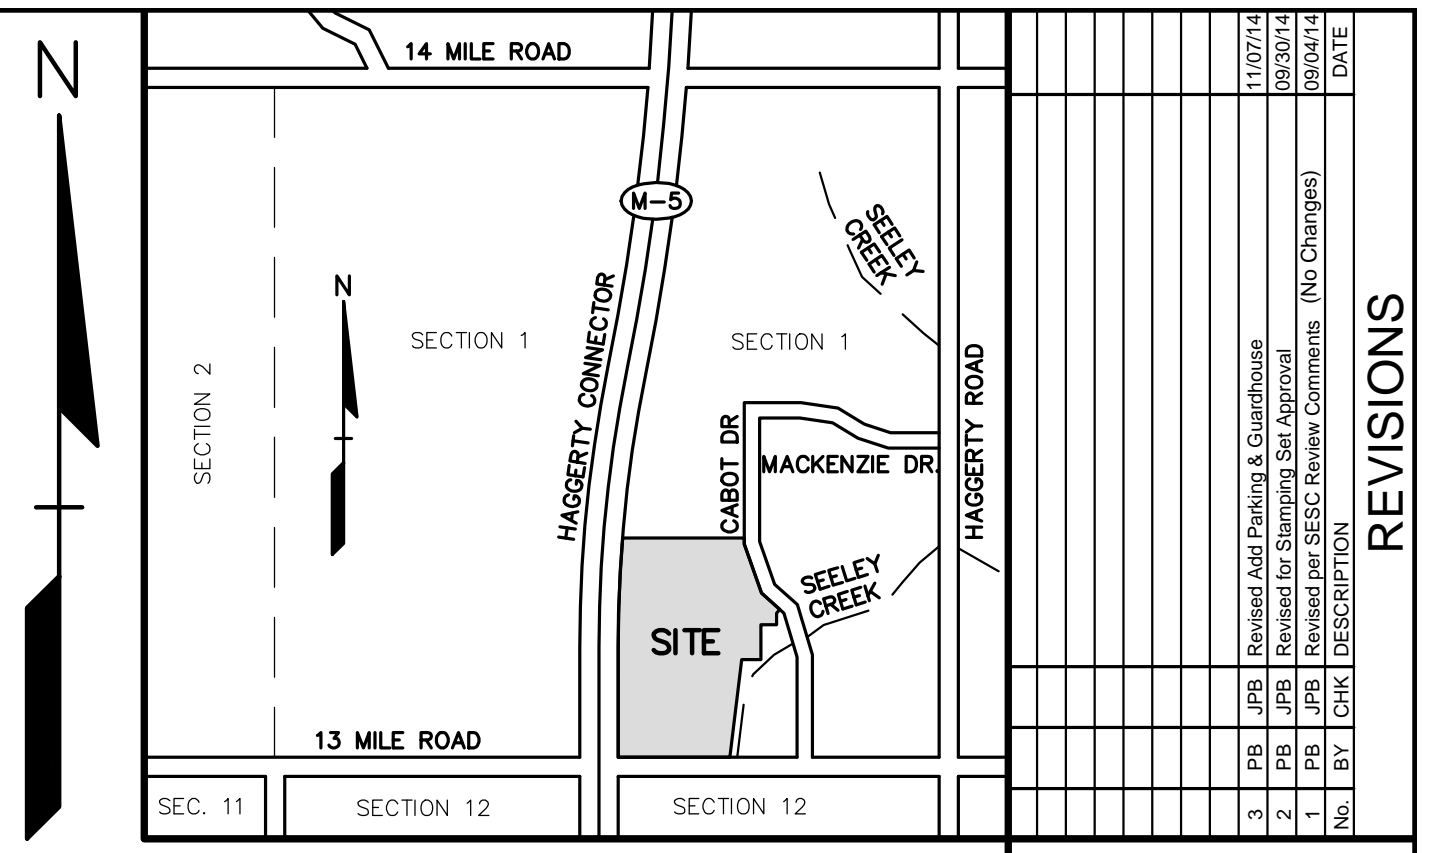 N
14 MILE ROAD
M-5
SEELEY
CREEK
N
HAGGERTY CONNECTOR
SECTION 1
SECTION 1
SECTION 2
HAGGERTY ROAD
CABOT DR
MACKENZIE DR.
SEELEY
CREEK
SITE
13 MILE ROAD
SEC. 11
SECTION 12
SECTION 12
3 PB JPB Revised Add Parking & Guardhouse 11/07/14
2 PB JPB Revised for Stamping Set Approval 09/30/14
1 PB JPB Revised per SESC Review Comments (No Changes) 09/04/14
No. BY CHK DESCRIPTION DATE
REVISIONS